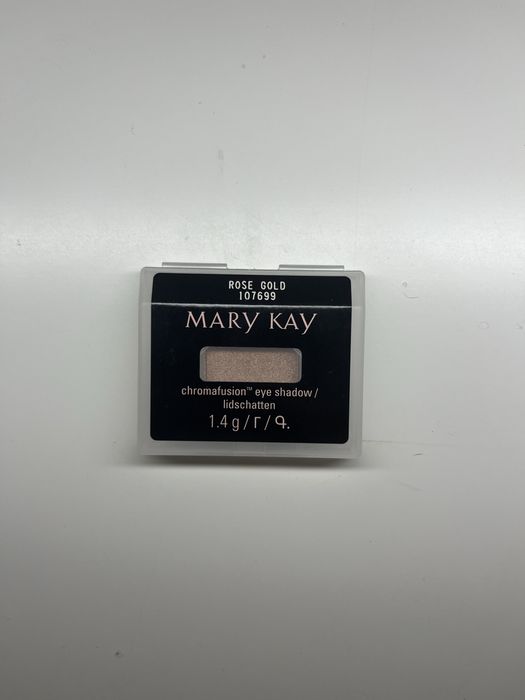 ROSE GOLD
107699
MARY KAY
chromafusion™ eye shadow /
lidschatten
1.4 g / г / գ.